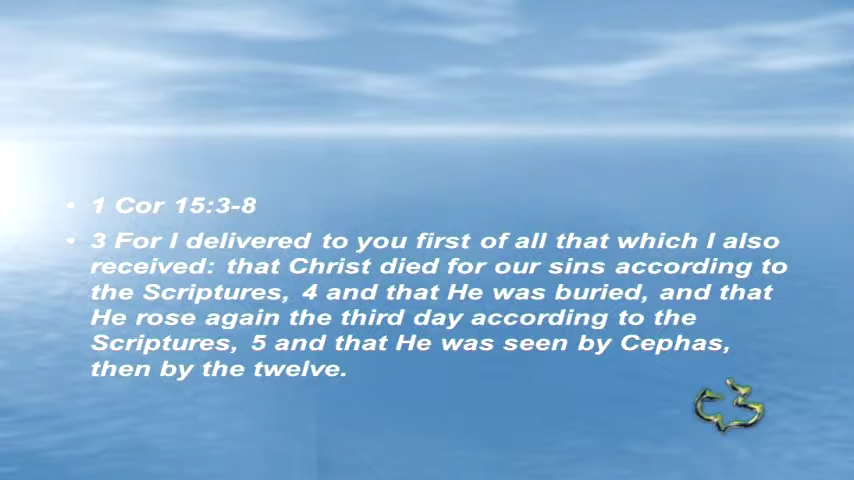 • 1 Cor 15:3-8
• 3 For I delivered to you first of all that which I also
received: that Christ died for our sins according to
the Scriptures, 4 and that He was buried, and that
He rose again the third day according to the
Scriptures, 5 and that He was seen by Cephas,
then by the twelve.